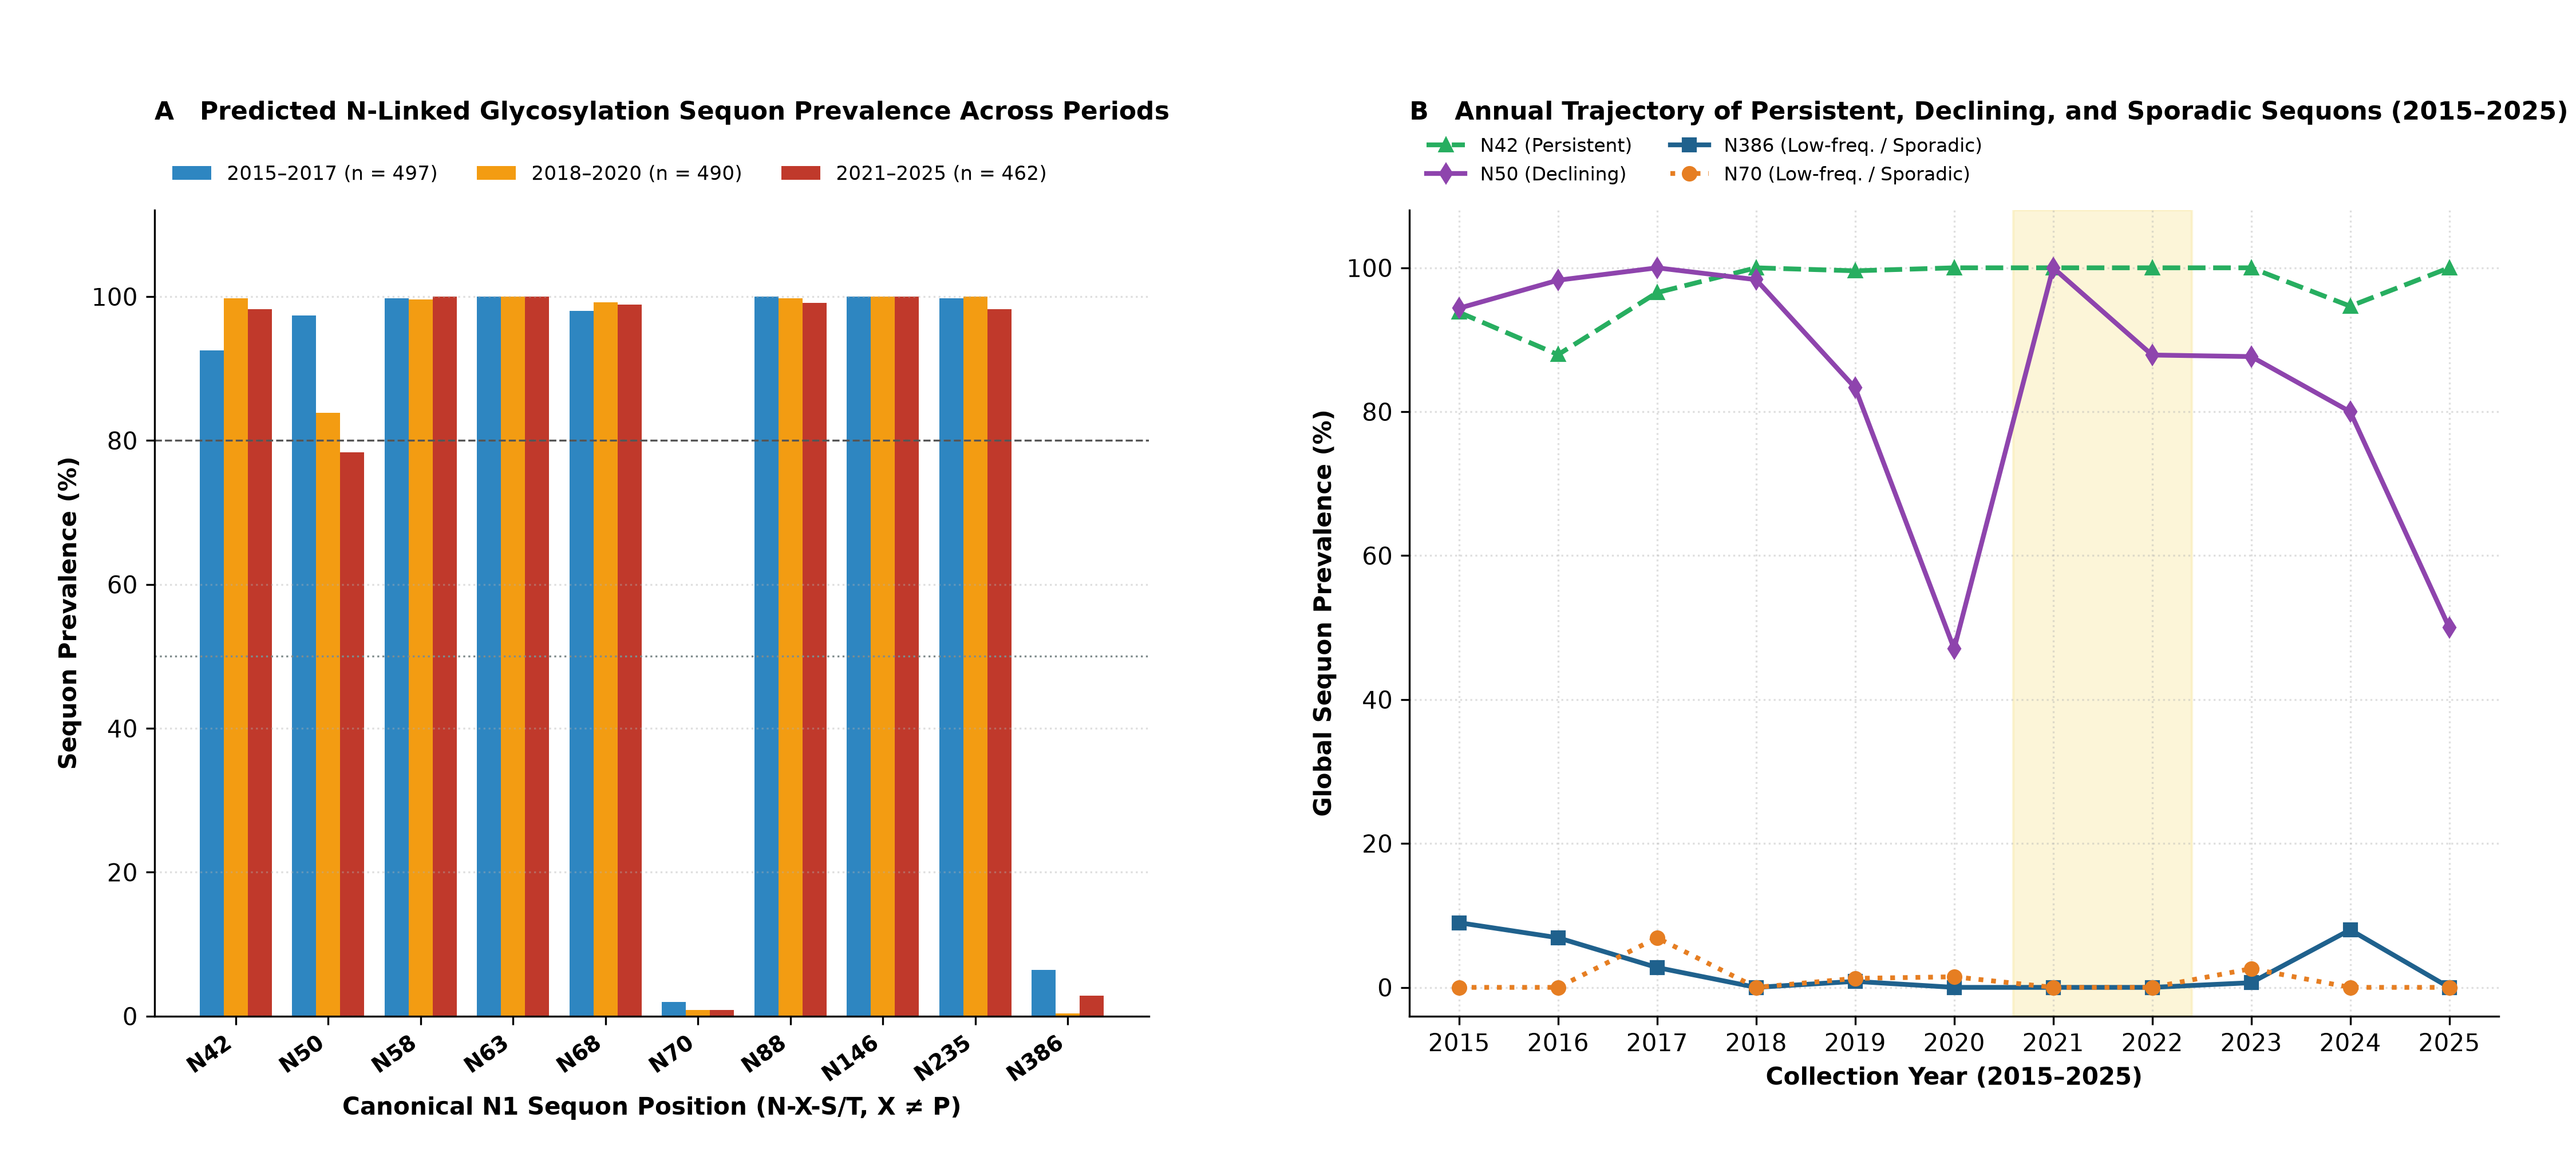 A Predicted N-Linked Glycosylation Sequon Prevalence Across Periods
2015–2017 (n = 497) 2018–2020 (n = 490) 2021–2025 (n = 462)
Sequon Prevalence (%)
100
80
60
40
20
0
N42 N50 N58 N63 N68 N70 N88 N146 N235 N386
Canonical N1 Sequon Position (N-X-S/T, X ≠ P)
B Annual Trajectory of Persistent, Declining, and Sporadic Sequons (2015–2025)
N42 (Persistent) N386 (Low-freq. / Sporadic)
N50 (Declining) N70 (Low-freq. / Sporadic)
Global Sequon Prevalence (%)
100
80
60
40
20
0
2015 2016 2017 2018 2019 2020 2021 2022 2023 2024 2025
Collection Year (2015–2025)